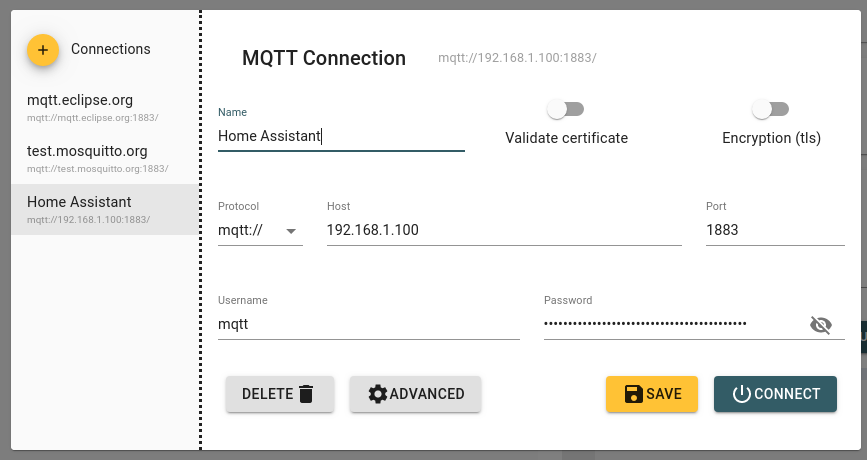 + Connections
mqtt.eclipse.org
mqtt://mqtt.eclipse.org:1883/
test.mosquitto.org
mqtt://test.mosquitto.org:1883/
Home Assistant
mqtt://192.168.1.100:1883/
MQTT Connection mqtt://192.168.1.100:1883/
Name
Home Assistant
Validate certificate
Encryption (tls)
Protocol
mqtt://
Host
192.168.1.100
Port
1883
Username
mqtt
Password
••••••••••••••••••••••••••••••••••••••••••
DELETE
ADVANCED
SAVE
CONNECT